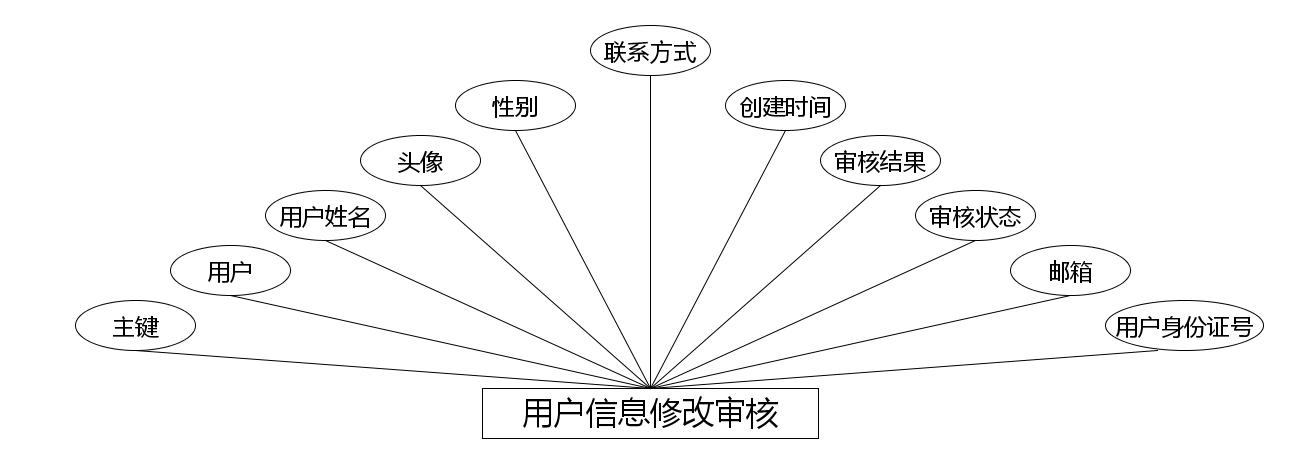 联系方式
性别
创建时间
头像
审核结果
用户姓名
审核状态
用户
邮箱
主键
用户身份证号
用户信息修改审核